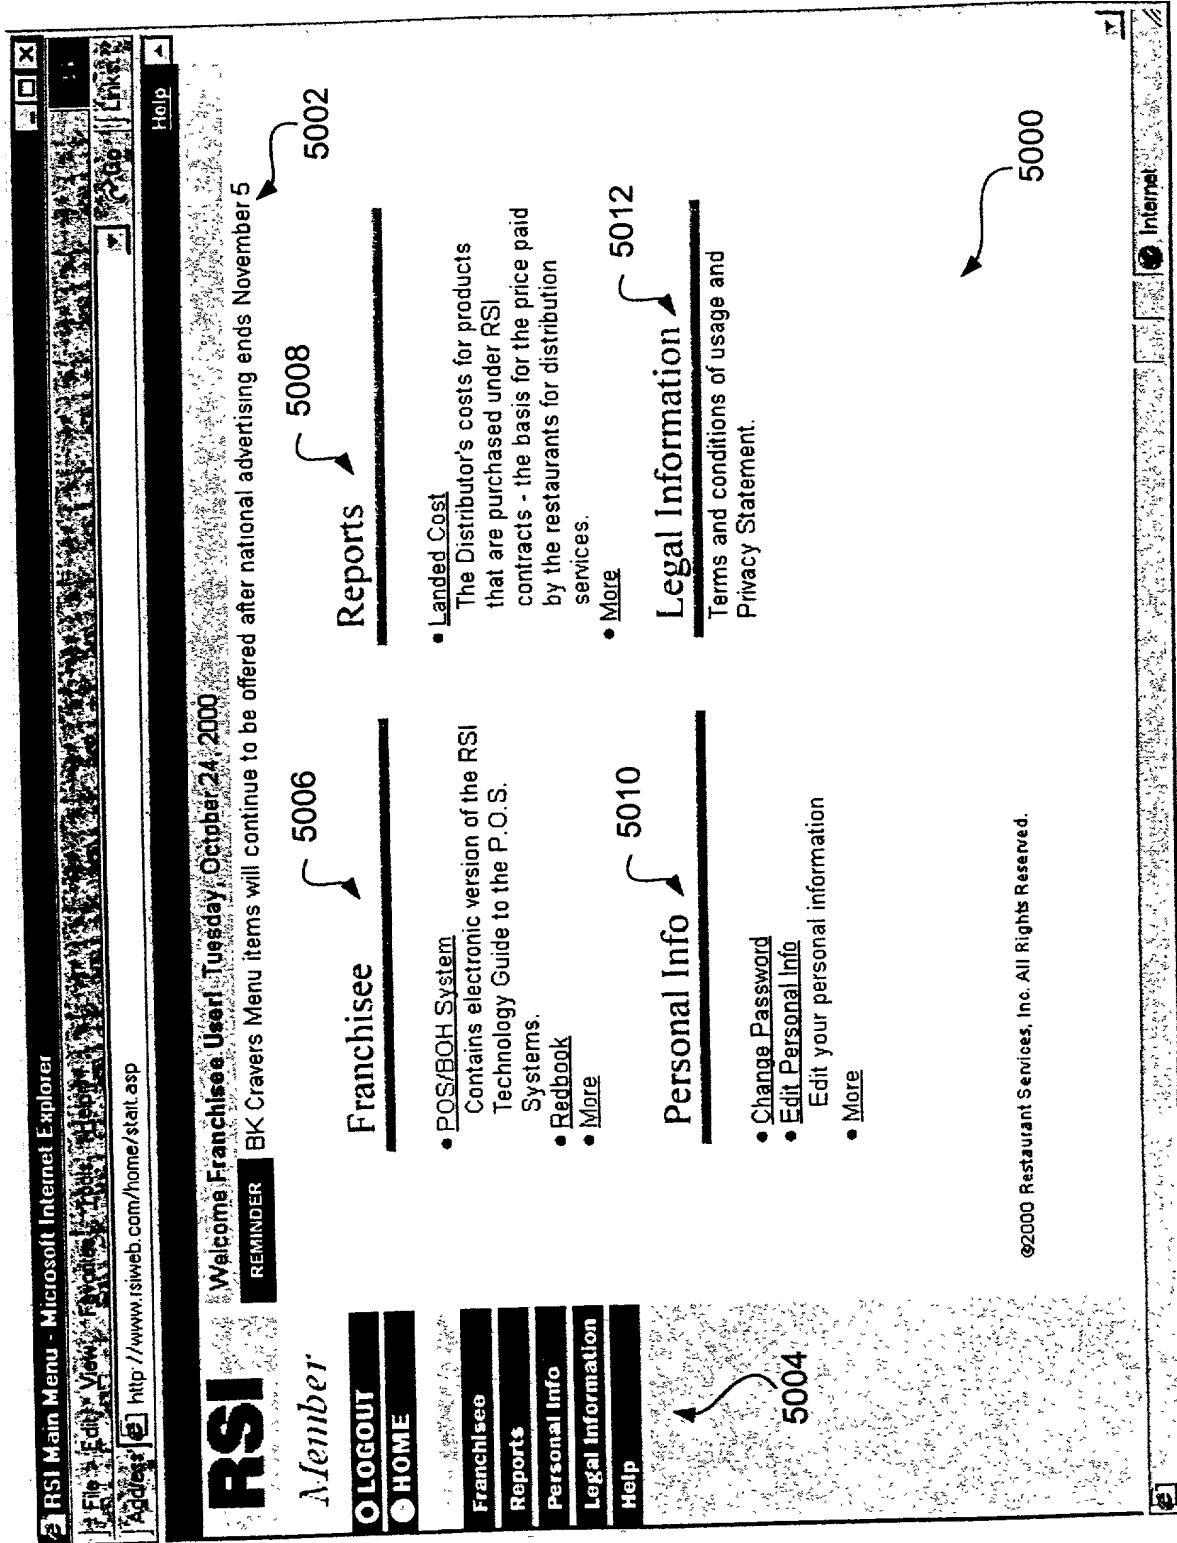 RSI Main Menu - Microsoft Internet Explorer
File Edit View Favorites Tools Help
Address http://www.rsiweb.com/home/start.asp
Go Links
Help
RSI
Welcome Franchisee User! Tuesday, October 24, 2000
REMINDER BK Cravers Menu items will continue to be offered after national advertising ends November 5
5002
Member
LOGOUT
HOME
Franchisee
Reports
Personal Info
Legal Information
Help
5004
Franchisee
5006
• POS/BOH System
Contains electronic version of the RSI
Technology Guide to the P.O.S.
Systems.
• Redbook
• More
Reports
5008
• Landed Cost
The Distributor's costs for products
that are purchased under RSI
contracts - the basis for the price paid
by the restaurants for distribution
services.
• More
Personal Info
5010
• Change Password
• Edit Personal Info
Edit your personal information
• More
Legal Information
5012
Terms and conditions of usage and
Privacy Statement.
©2000 Restaurant Services, Inc. All Rights Reserved.
5000
Internet